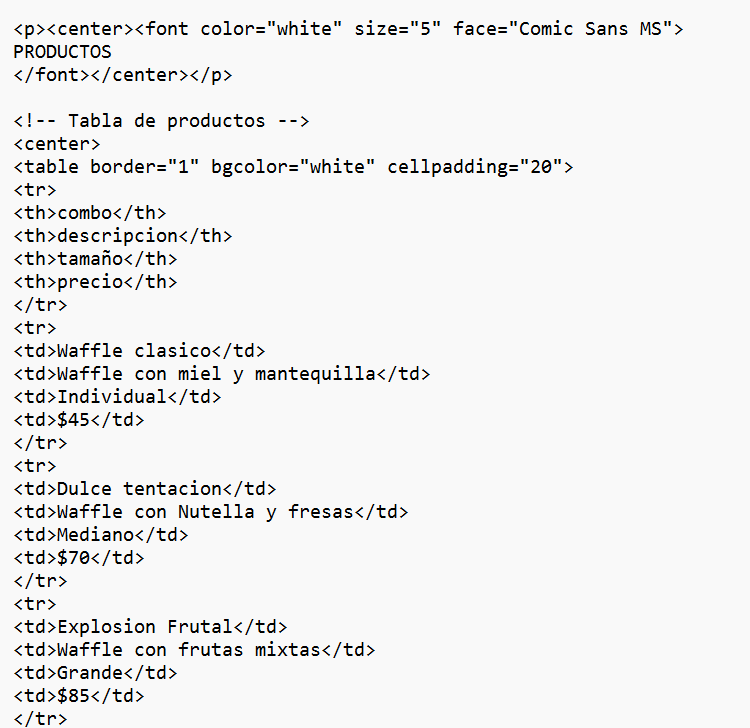 <p><center><font color="white" size="5" face="Comic Sans MS">
PRODUCTOS
</font></center></p>
<!-- Tabla de productos -->
<center>
<table border="1" bgcolor="white" cellpadding="20">
<tr>
<th>combo</th>
<th>descripcion</th>
<th>tamaño</th>
<th>precio</th>
</tr>
<tr>
<td>Waffle clasico</td>
<td>Waffle con miel y mantequilla</td>
<td>Individual</td>
<td>$45</td>
</tr>
<tr>
<td>Dulce tentacion</td>
<td>Waffle con Nutella y fresas</td>
<td>Mediano</td>
<td>$70</td>
</tr>
<tr>
<td>Explosion Frutal</td>
<td>Waffle con frutas mixtas</td>
<td>Grande</td>
<td>$85</td>
</tr>